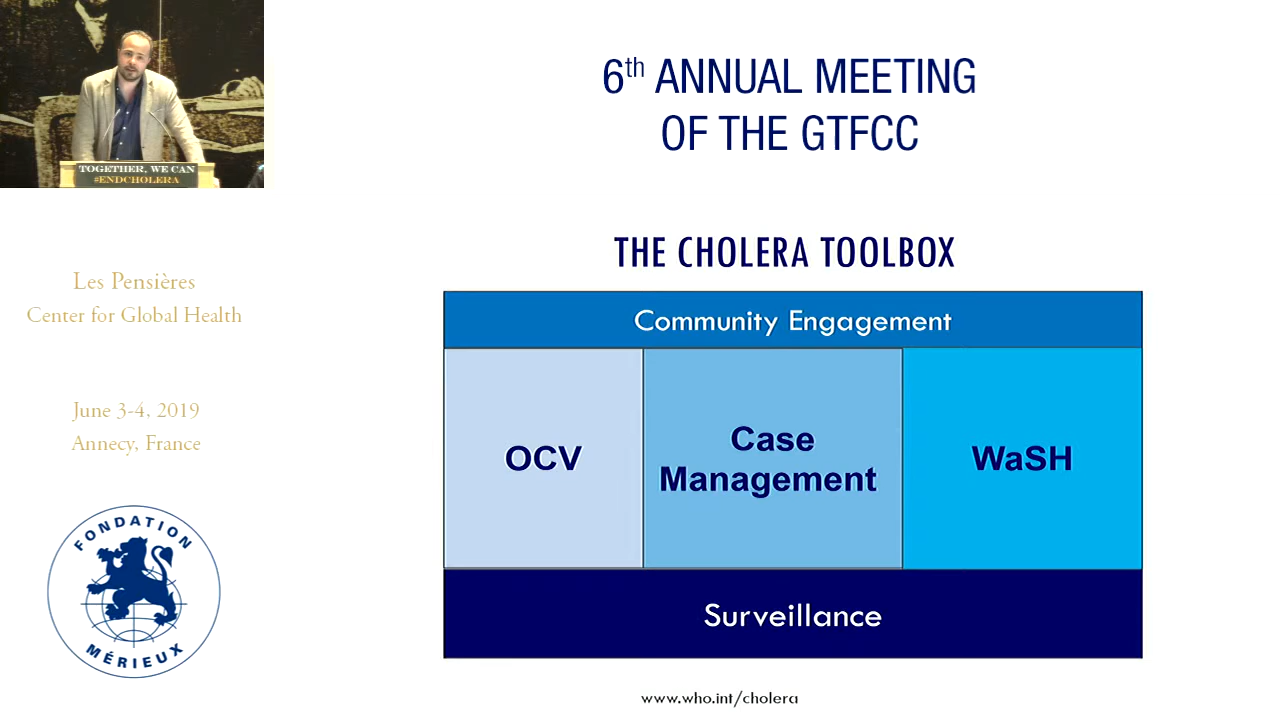 TOGETHER, WE CAN
#ENDCHOLERA
6th ANNUAL MEETING
OF THE GTFCC
Les Pensières
Center for Global Health
June 3-4, 2019
Annecy, France
FONDATION
MÉRIEUX
THE CHOLERA TOOLBOX
Community Engagement
OCV
Case
Management
WaSH
Surveillance
www.who.int/cholera